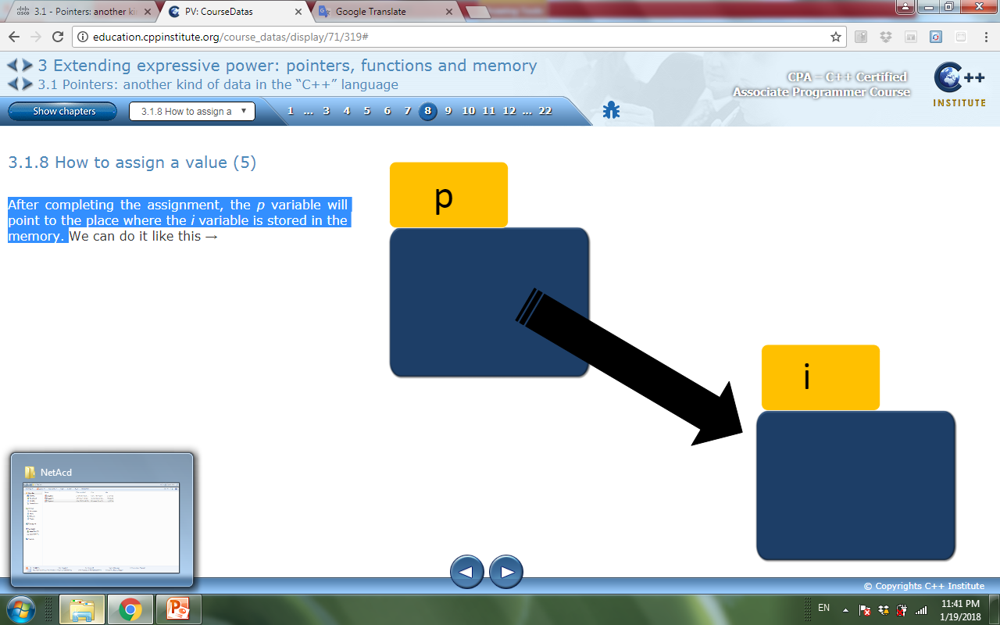 3.1 - Pointers: another ki
PV: CourseDatas
Google Translate
education.cppinstitute.org/course_datas/display/71/319#
3 Extending expressive power: pointers, functions and memory
3.1 Pointers: another kind of data in the “C++” language
CPA – C++ Certified
Associate Programmer Course
C++
INSTITUTE
Show chapters
3.1.8 How to assign a
1 ... 3 4 5 6 7 8 9 10 11 12 ... 22
3.1.8 How to assign a value (5)
After completing the assignment, the p variable will
point to the place where the i variable is stored in the
memory. We can do it like this →
p
i
NetAcd
© Copyrights C++ Institute
EN
11:41 PM
1/19/2018